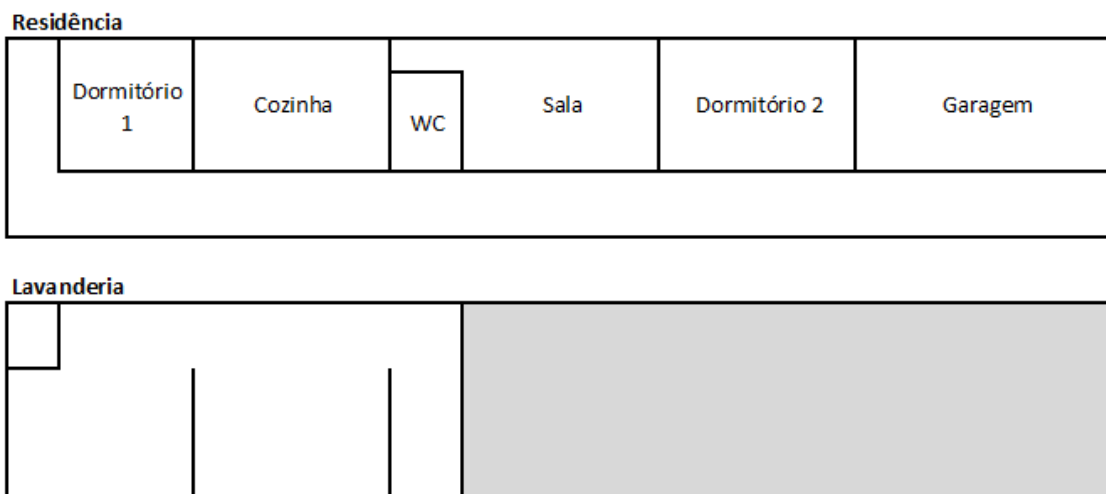 Residência
Dormitório
1
Cozinha
WC
Sala
Dormitório 2
Garagem
Lavanderia